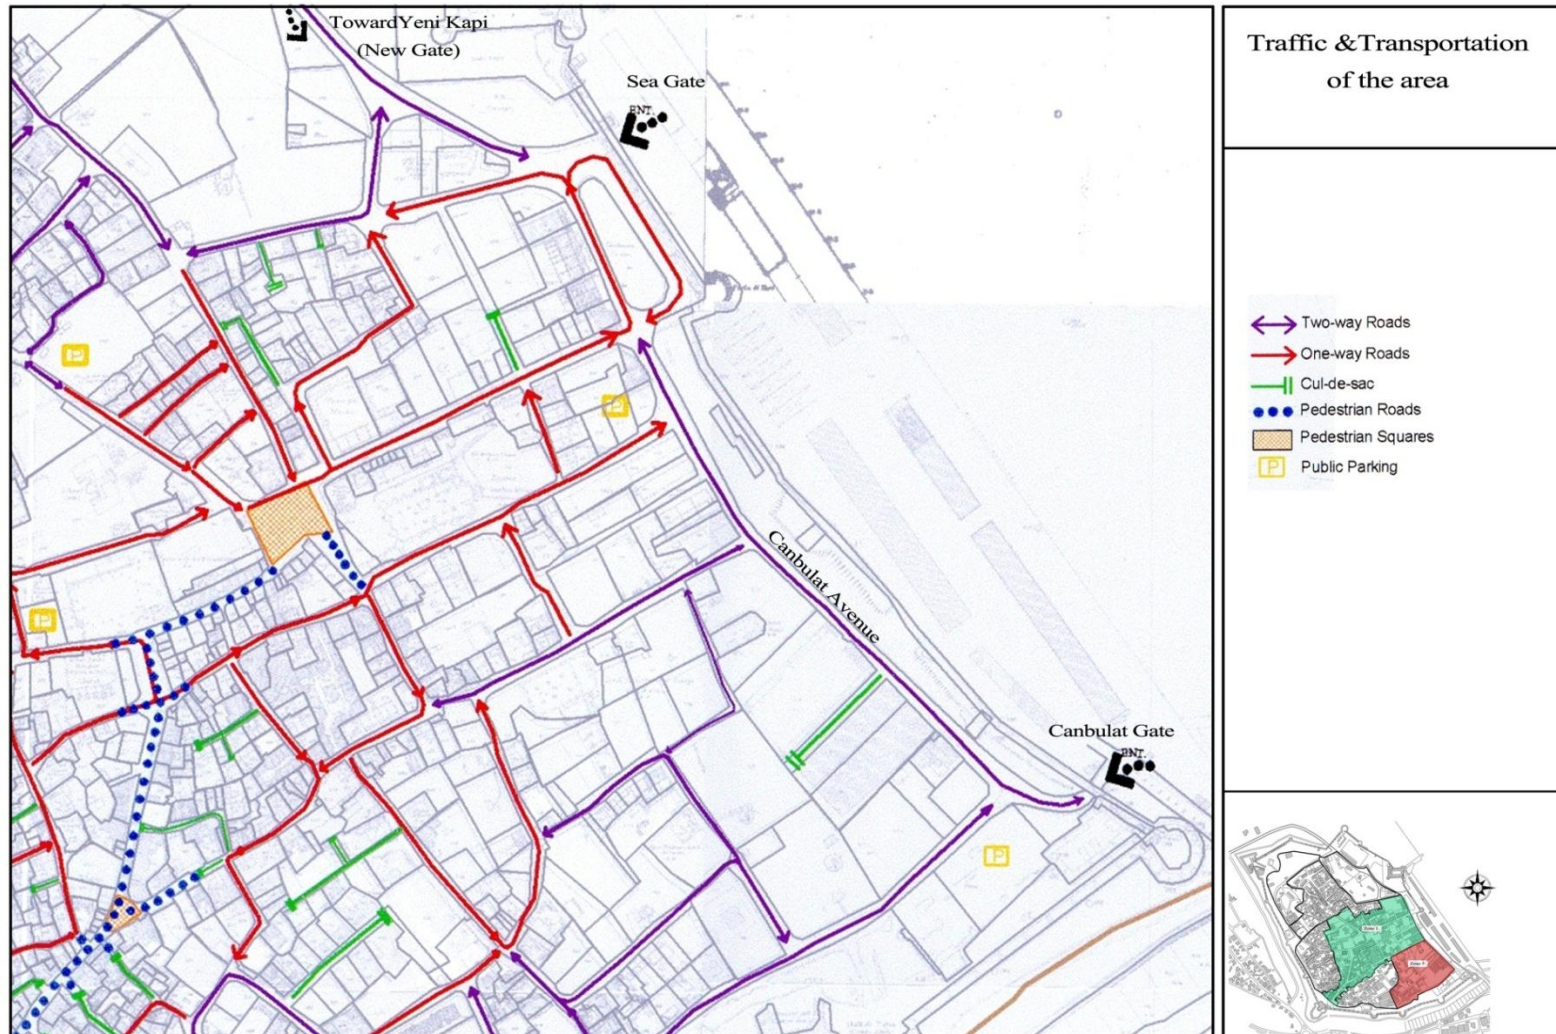 TowardYeni Kapi
(New Gate)
Sea Gate
ENT.
Canbulat Avenue
Canbulat Gate
ENT.
P
P
P
P
Traffic &Transportation
of the area
Two-way Roads
One-way Roads
Cul-de-sac
Pedestrian Roads
Pedestrian Squares
P Public Parking